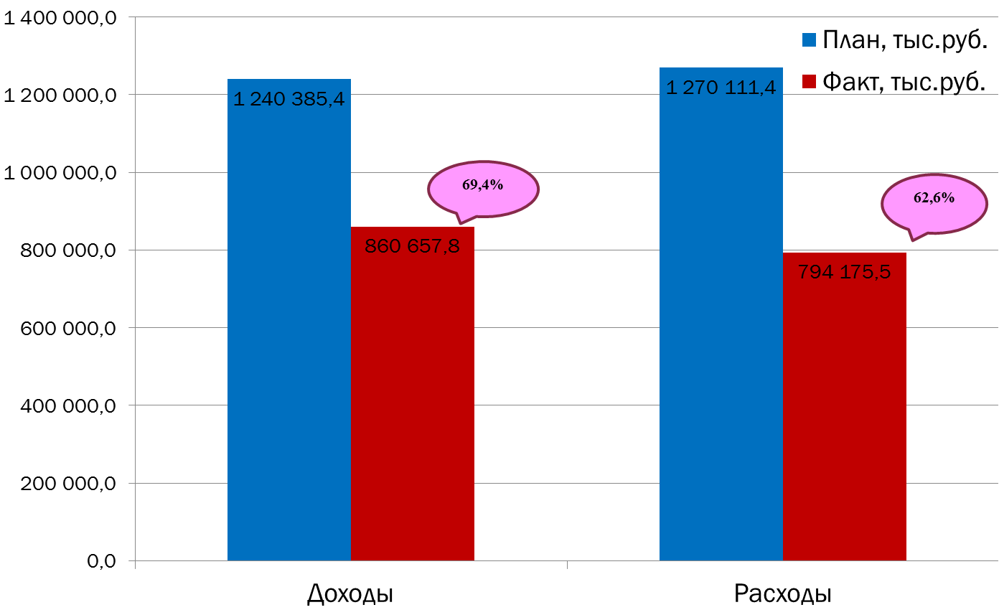 1 400 000,0
1 200 000,0
1 000 000,0
800 000,0
600 000,0
400 000,0
200 000,0
0,0
План, тыс.руб.
Факт, тыс.руб.
1 240 385,4
860 657,8
69,4%
1 270 111,4
794 175,5
62,6%
Доходы
Расходы